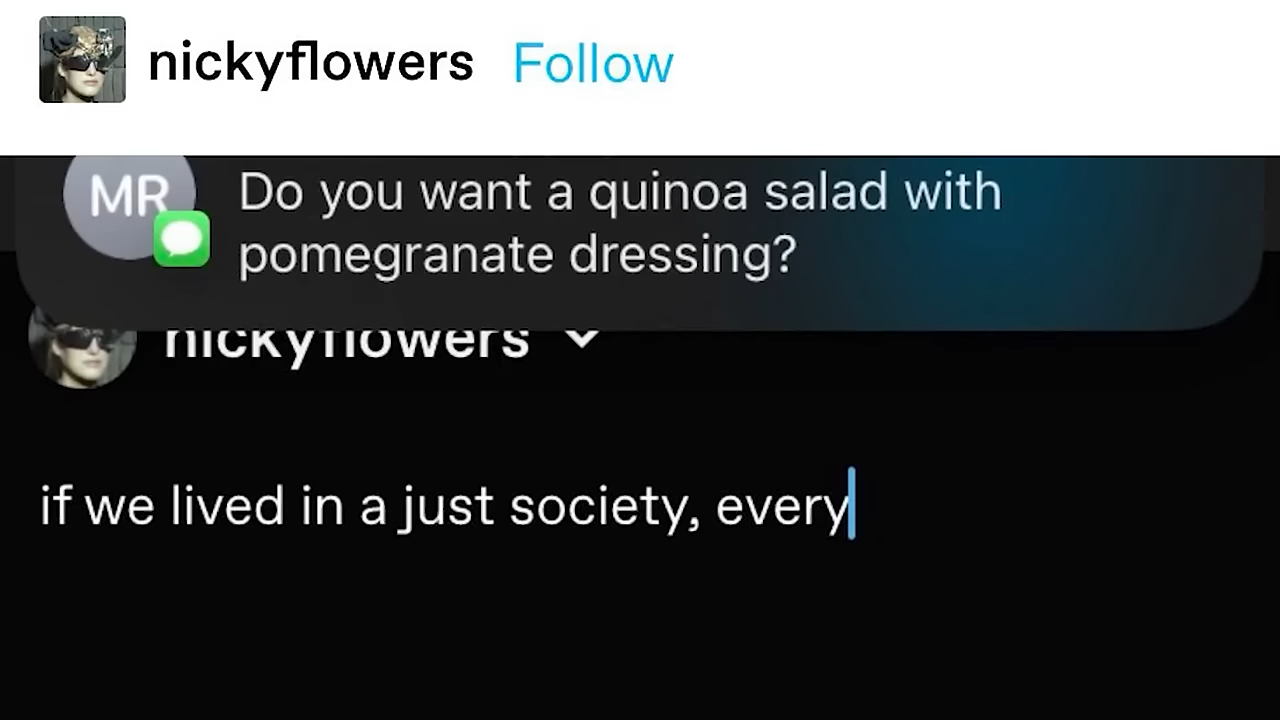 nickyflowers Follow
MR
Do you want a quinoa salad with
pomegranate dressing?
nickyflowers
if we lived in a just society, every